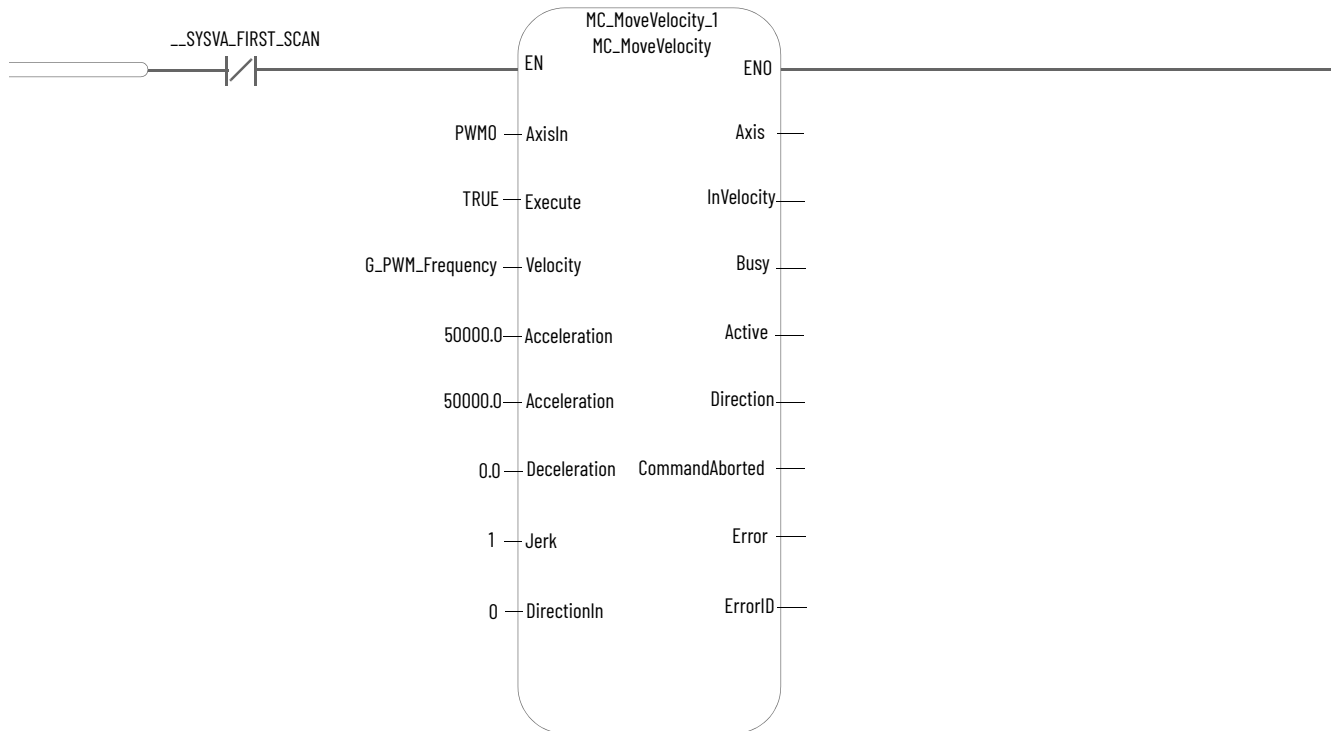 MC_MoveVelocity_1
MC_MoveVelocity
__SYSVA_FIRST_SCAN
EN
ENO
PWM0
AxisIn
Axis
TRUE
Execute
InVelocity
G_PWM_Frequency
Velocity
Busy
50000.0
Acceleration
Active
50000.0
Acceleration
Direction
0.0
Deceleration
CommandAborted
1
Jerk
Error
0
DirectionIn
ErrorID